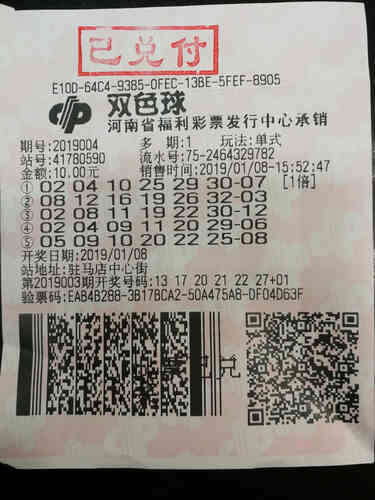 已兑付
E10D-64C4-9385-0FEC-13BE-5FEF-8905
双色球
河南省福利彩票发行中心承销
期号:2019004 多 期:1 玩法:单式
站号:41780590 流水号:75-2464329782
金额:10.00元 销售时间:2019/01/08-15:52:47
① 02 04 10 25 29 30-07 [1倍]
② 08 12 16 19 26 32-03
③ 02 08 11 19 22 30-12
④ 02 04 09 11 20 29-06
⑤ 05 09 10 20 22 25-08
开奖日期:2019/01/08
站地址:驻马店中心街
第2019003期开奖号码:13 17 20 21 22 27+01
验票码:EAB4B288-3B17BCA2-50A475AB-DF04D63F
票已兑